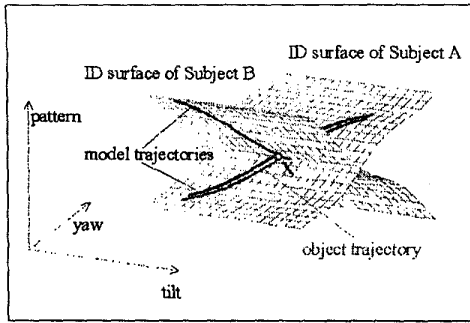 ID surface of Subject A
ID surface of Subject B
pattern
model trajectories
X
yaw
object trajectory
tilt